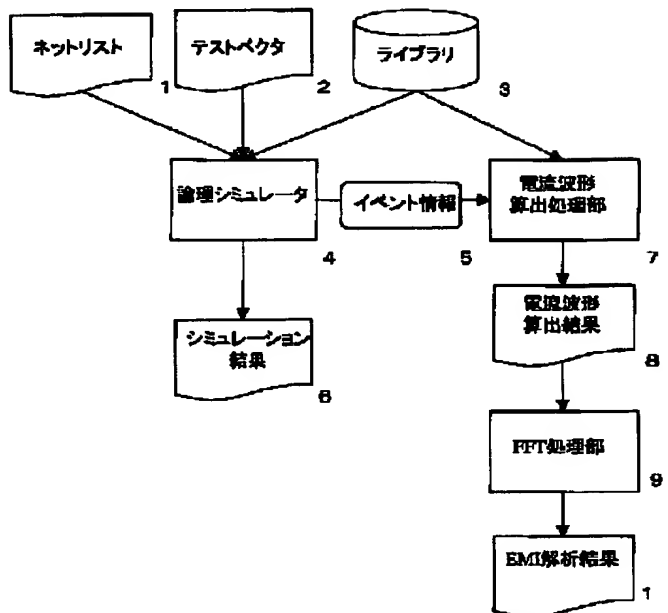 ネットリスト
1
テストベクタ
2
ライブラリ
3
論理シミュレータ
4
イベント情報
5
電流波形
算出処理部
7
シミュレーション
結果
6
電流波形
算出結果
8
FFT処理部
9
EMI解析結果
1